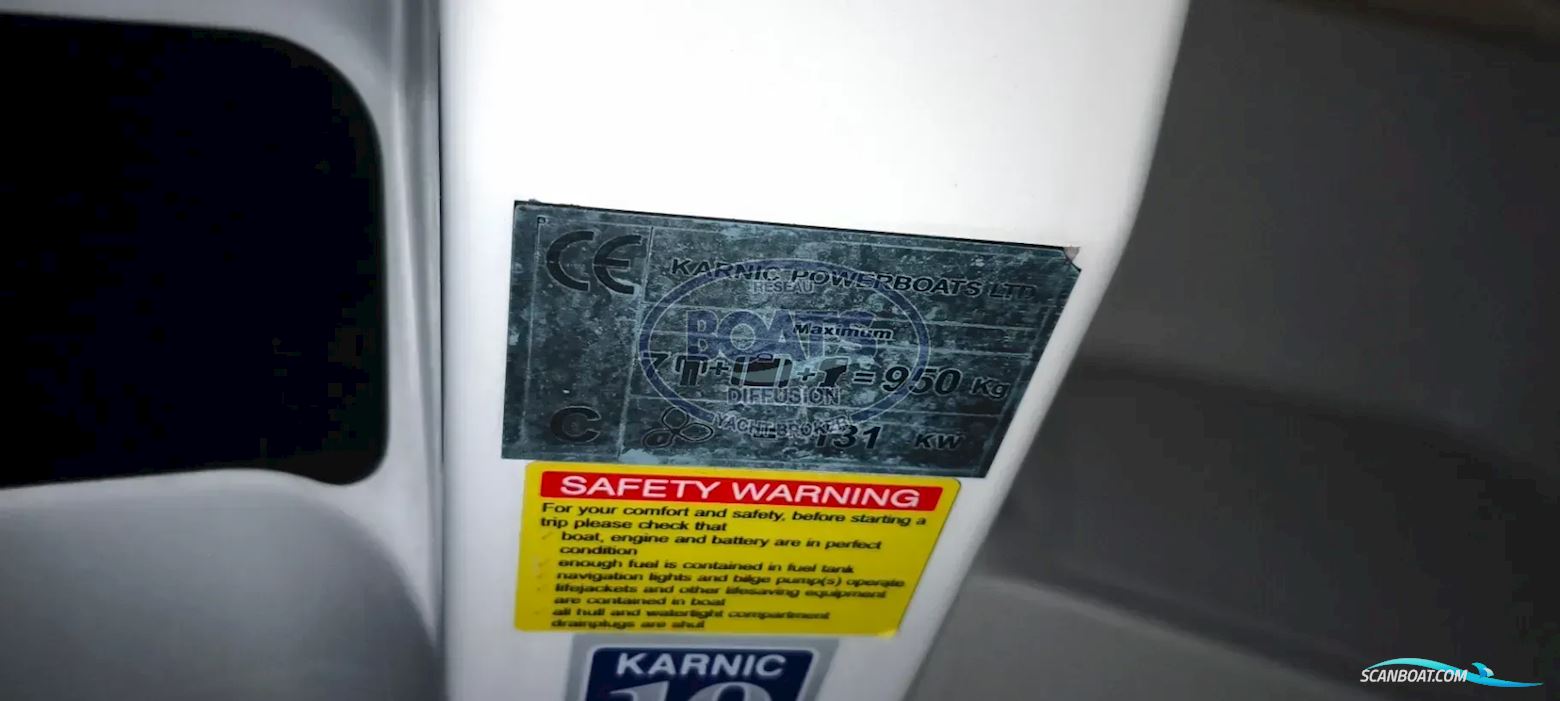 CE
KARNIC POWERBOATS LTD
RESEAU
BOATS
Maximum
7 + + = 950 Kg
DIFFUSION
YACHT BROKER
C 131 KW
SAFETY WARNING
For your comfort and safety, before starting a
trip please check that
boat, engine and battery are in perfect
condition
enough fuel is contained in fuel tank
navigation lights and bilge pump(s) operate
lifejackets and other lifesaving equipment
are contained in boat
all hull and watertight compartment
drainplugs are shut
KARNIC
SCANBOAT.COM